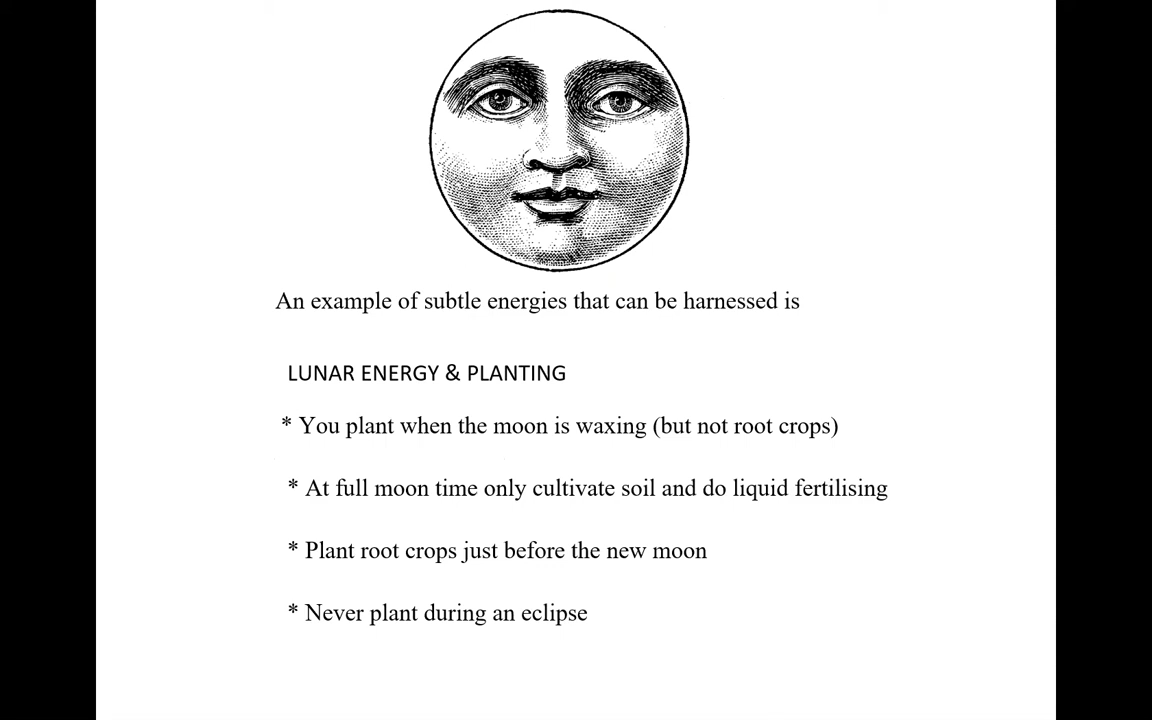 An example of subtle energies that can be harnessed is
LUNAR ENERGY & PLANTING
* You plant when the moon is waxing (but not root crops)
* At full moon time only cultivate soil and do liquid fertilising
* Plant root crops just before the new moon
* Never plant during an eclipse